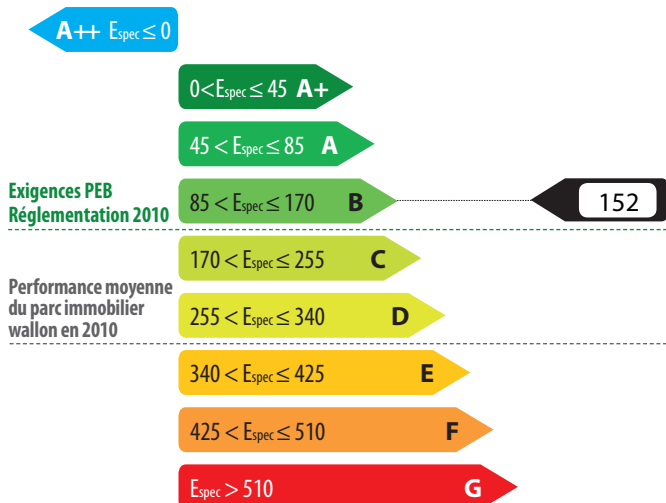 A++ Espec ≤ 0
0 < Espec ≤ 45 A+
45 < Espec ≤ 85 A
Exigences PEB
Réglementation 2010
85 < Espec ≤ 170 B
152
170 < Espec ≤ 255 C
Performance moyenne
du parc immobilier
wallon en 2010
255 < Espec ≤ 340 D
340 < Espec ≤ 425 E
425 < Espec ≤ 510 F
Espec > 510 G